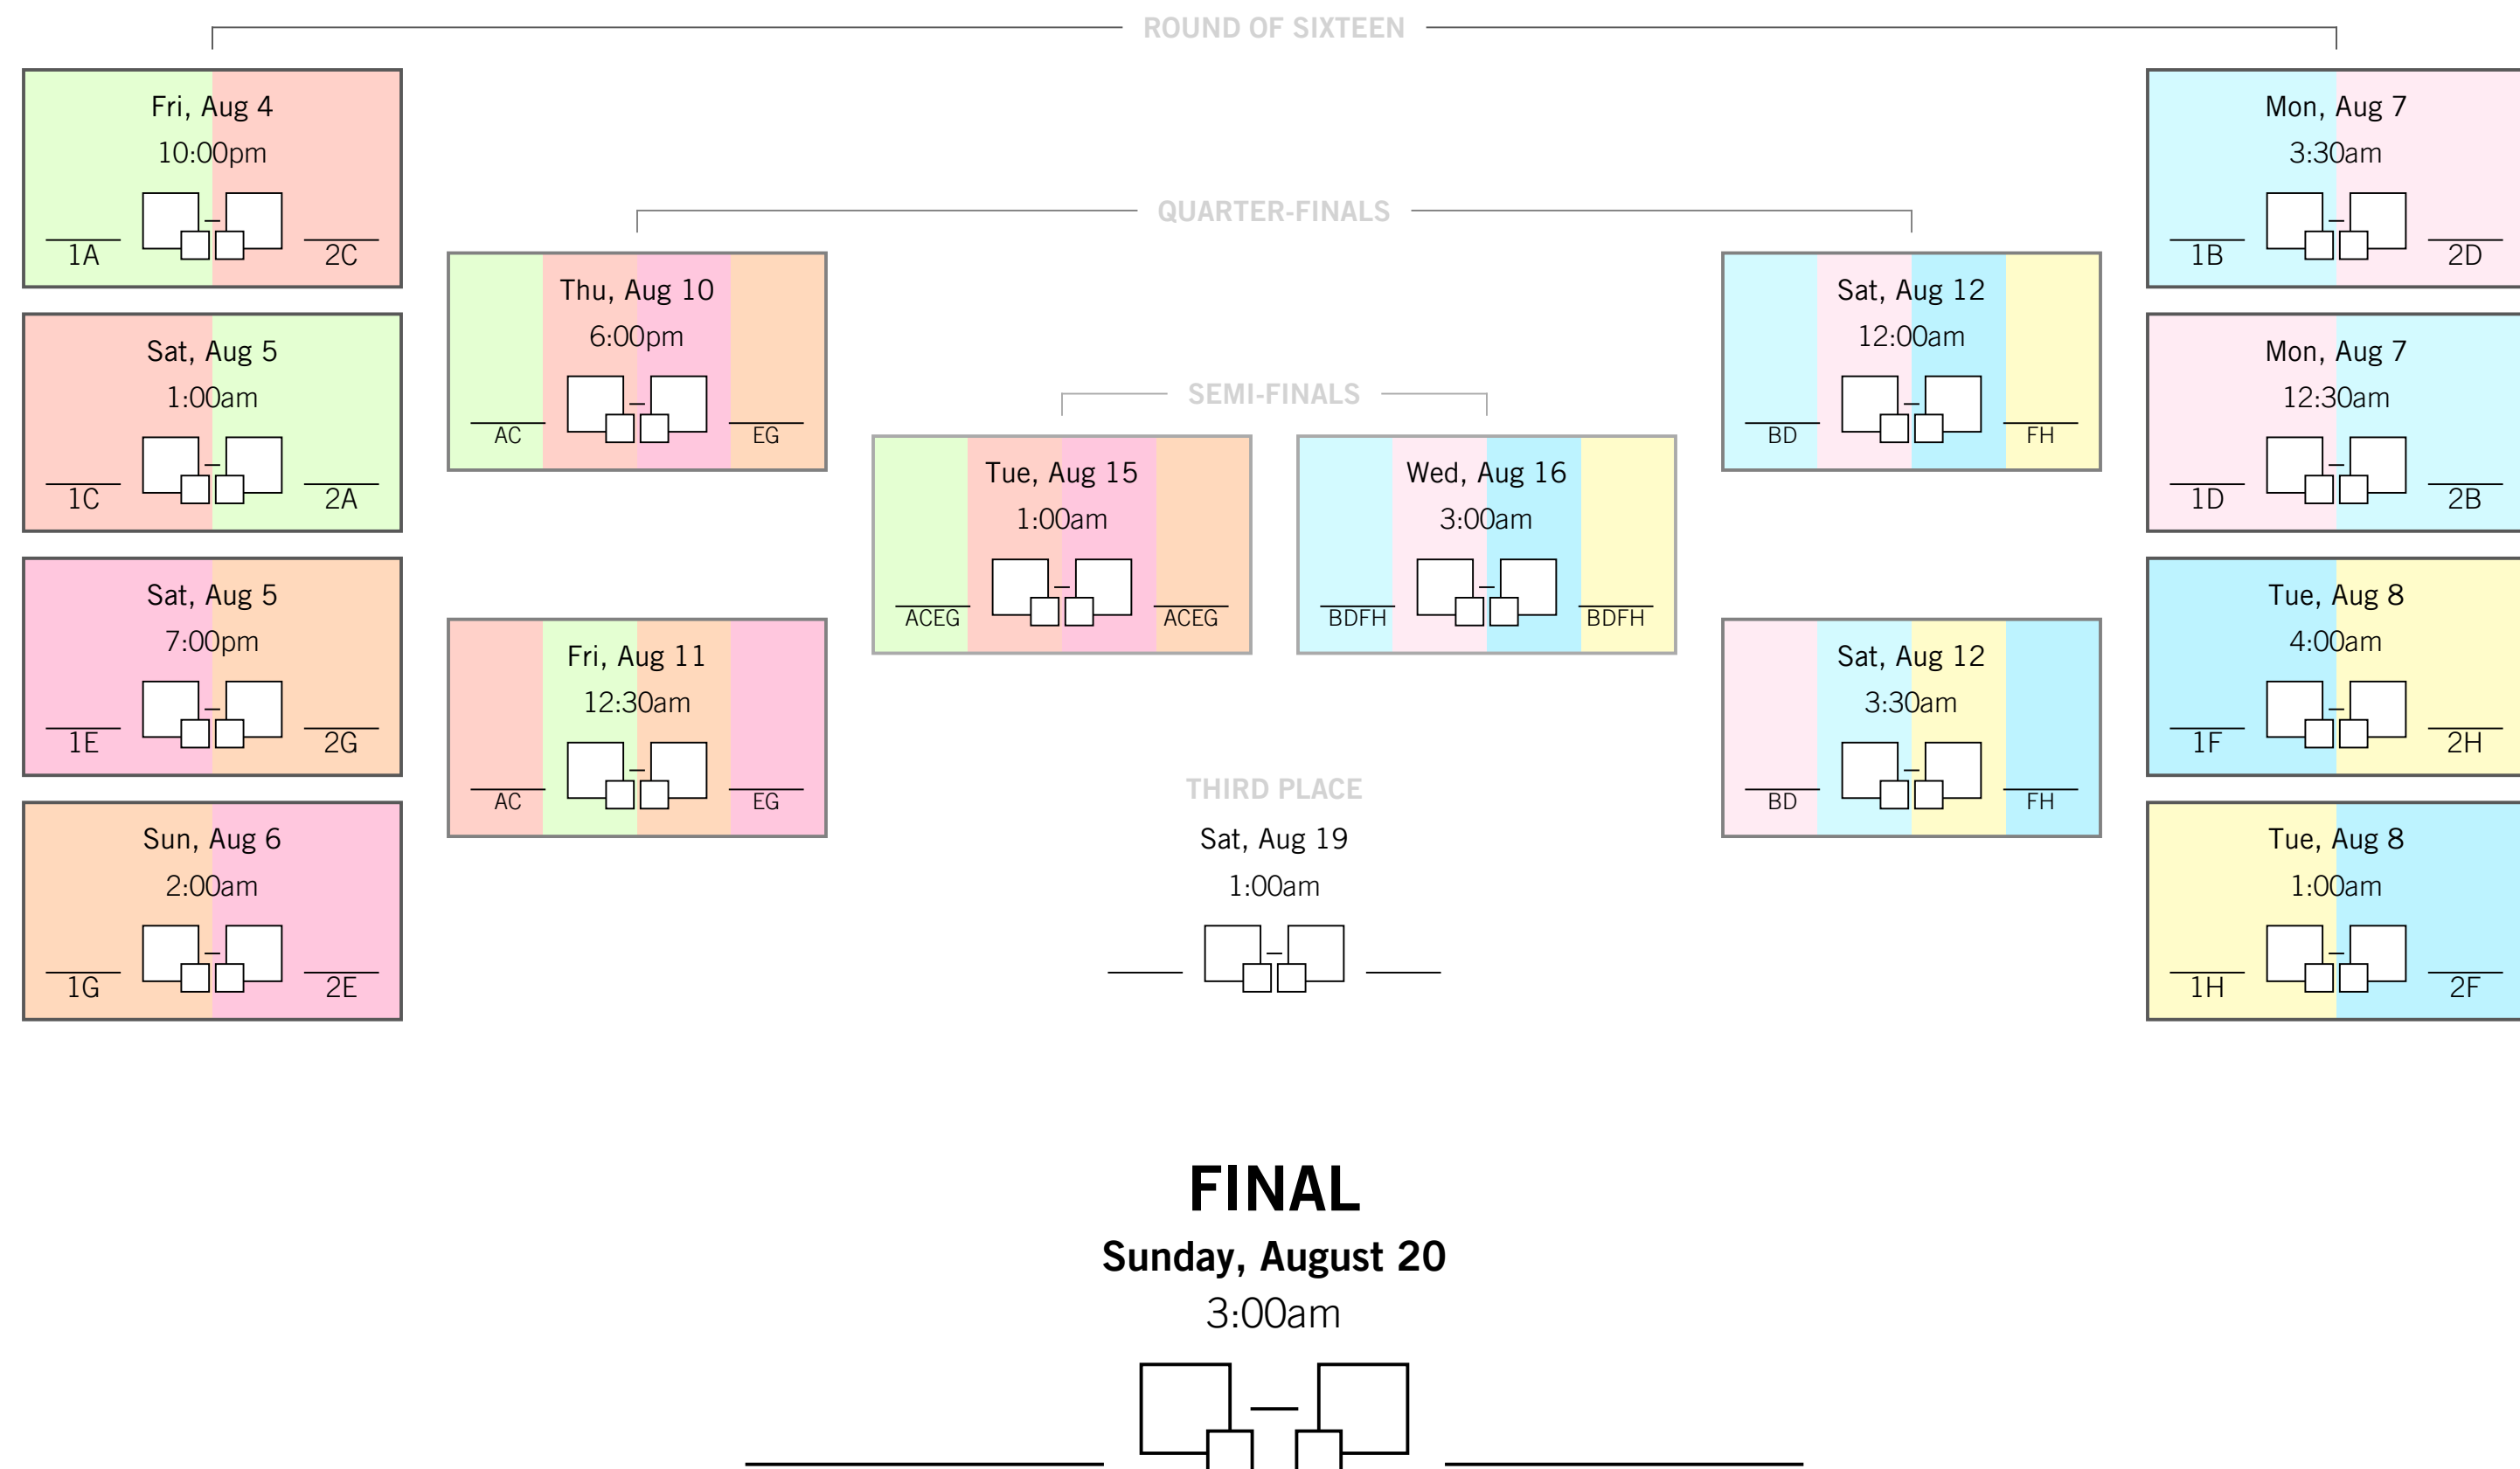 ROUND OF SIXTEEN
Fri, Aug 4
10:00pm
–
1A
2C
Sat, Aug 5
1:00am
–
1C
2A
Sat, Aug 5
7:00pm
–
1E
2G
Sun, Aug 6
2:00am
–
1G
2E
QUARTER-FINALS
Thu, Aug 10
6:00pm
–
AC
EG
Fri, Aug 11
12:30am
–
AC
EG
SEMI-FINALS
Tue, Aug 15
1:00am
–
ACEG
ACEG
Wed, Aug 16
3:00am
–
BDFH
BDFH
Sat, Aug 12
12:00am
–
BD
FH
Sat, Aug 12
3:30am
–
BD
FH
Mon, Aug 7
3:30am
–
1B
2D
Mon, Aug 7
12:30am
–
1D
2B
Tue, Aug 8
4:00am
–
1F
2H
Tue, Aug 8
1:00am
–
1H
2F
THIRD PLACE
Sat, Aug 19
1:00am
–
FINAL
Sunday, August 20
3:00am
–